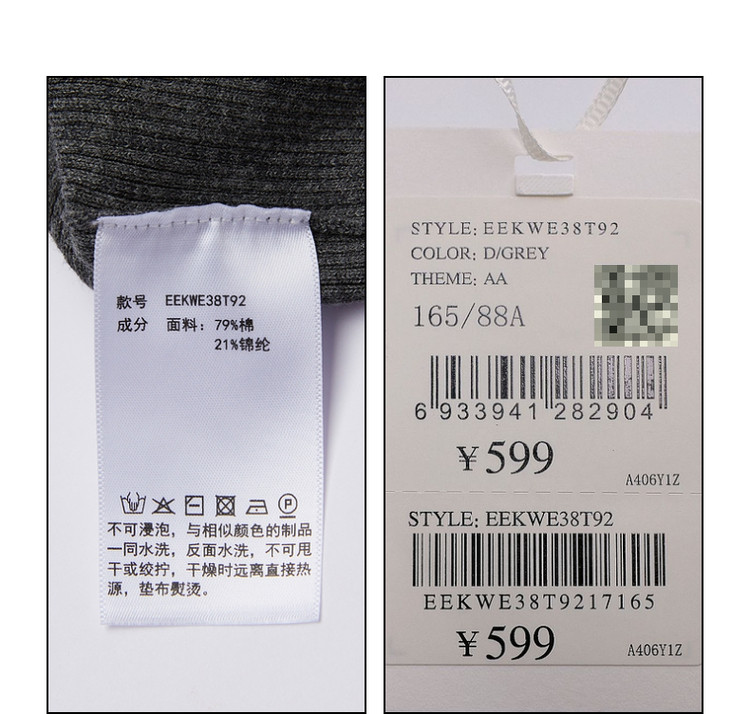 款号 EEKWE38T92
成分 面料：79%棉
21%锦纶
P
不可浸泡，与相似颜色的制品
一同水洗，反面水洗，不可甩
干或绞拧，干燥时远离直接热
源，垫布熨烫。
STYLE: EEKWE38T92
COLOR: D/GREY
THEME: AA
165/88A
6 933941 282904
¥599
A406Y1Z
STYLE: EEKWE38T92
EEKWE38T9217165
¥599
A406Y1Z